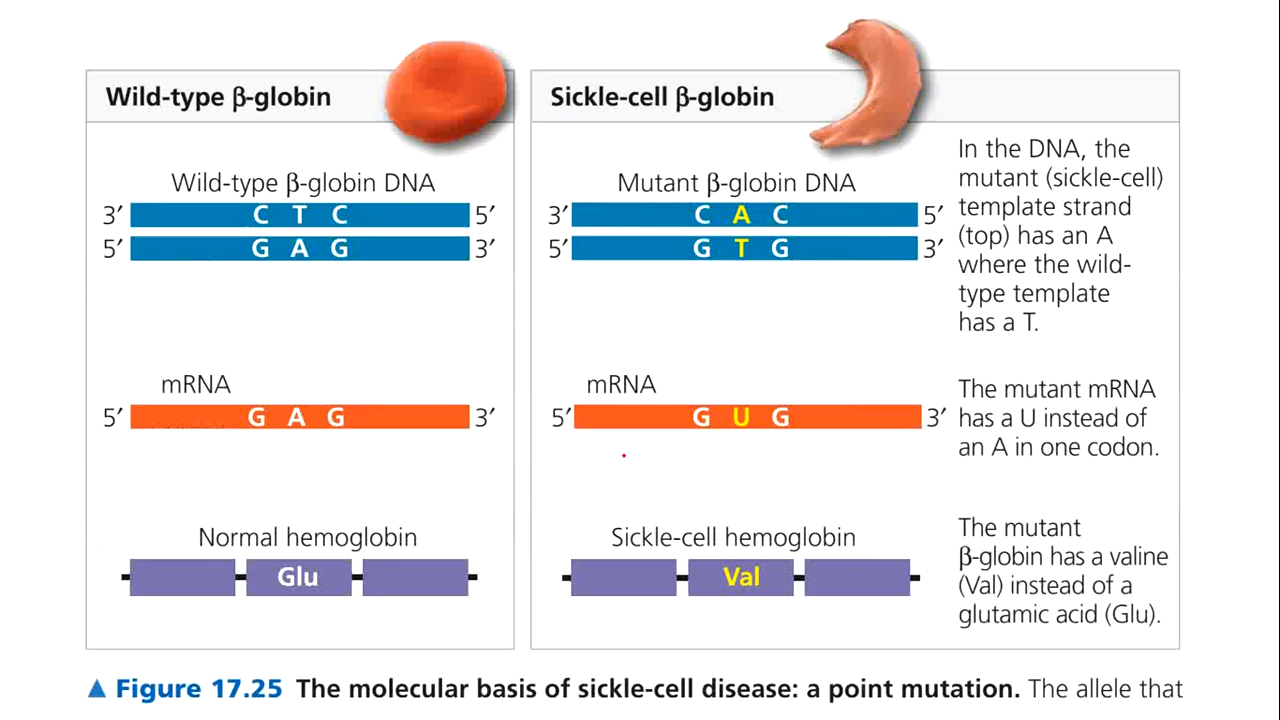 Wild-type β-globin
Wild-type β-globin DNA
3′ C T C 5′
5′ G A G 3′
mRNA
5′ G A G 3′
Normal hemoglobin
Glu
Sickle-cell β-globin
Mutant β-globin DNA
3′ C A C 5′
5′ G T G 3′
In the DNA, the
mutant (sickle-cell)
template strand
(top) has an A
where the wild-
type template
has a T.
mRNA
5′ G U G 3′
The mutant mRNA
has a U instead of
an A in one codon.
Sickle-cell hemoglobin
Val
The mutant
β-globin has a valine
(Val) instead of a
glutamic acid (Glu).
▲ Figure 17.25 The molecular basis of sickle-cell disease: a point mutation. The allele that